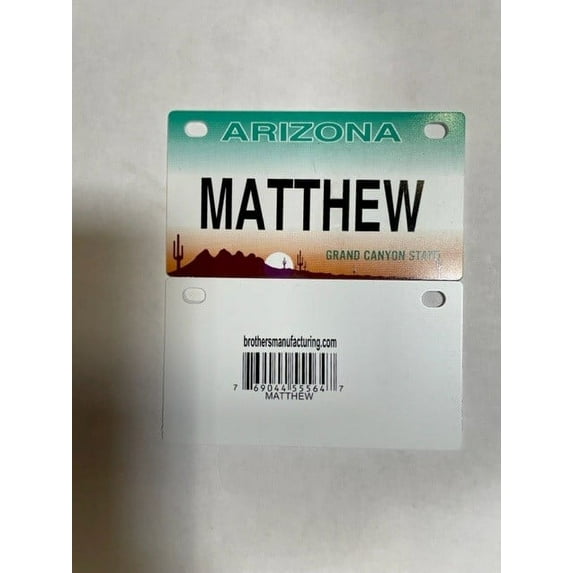 ARIZONA
MATTHEW
GRAND CANYON STATE
brothersmanufacturing.com
7 69044 55564 7
MATTHEW